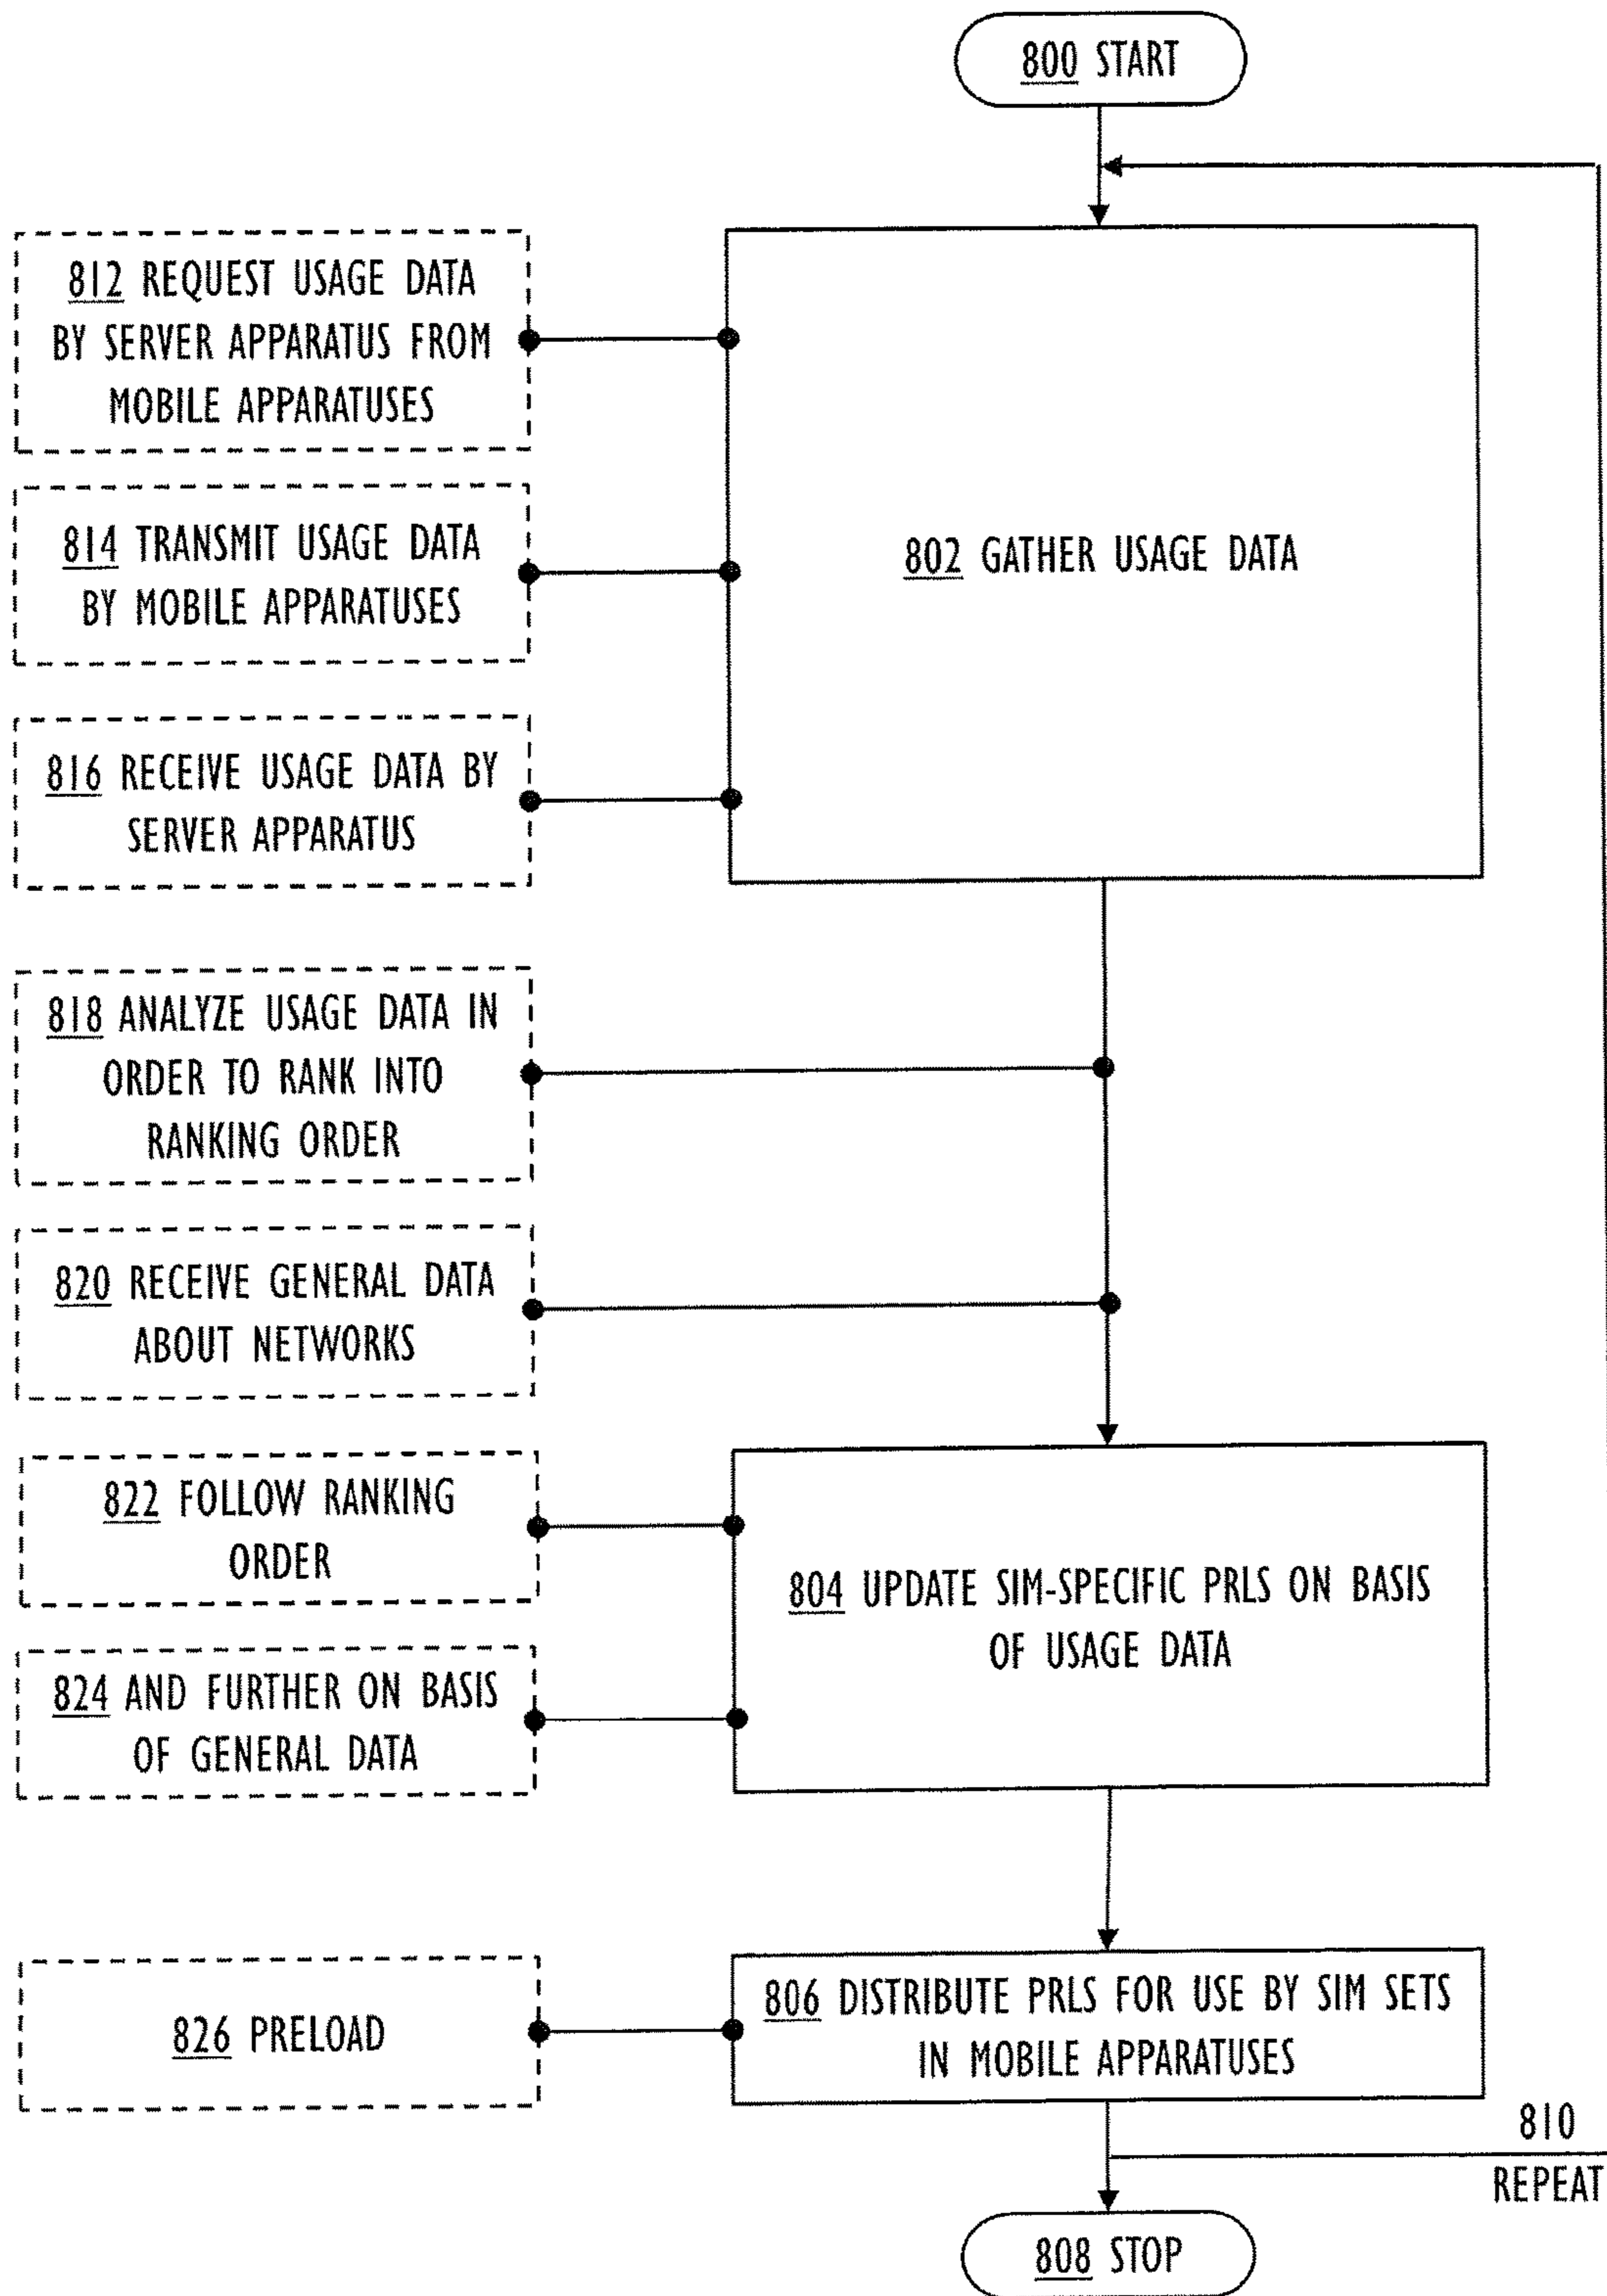 800 START
812 REQUEST USAGE DATA
BY SERVER APPARATUS FROM
MOBILE APPARATUSES
814 TRANSMIT USAGE DATA
BY MOBILE APPARATUSES
802 GATHER USAGE DATA
816 RECEIVE USAGE DATA BY
SERVER APPARATUS
818 ANALYZE USAGE DATA IN
ORDER TO RANK INTO
RANKING ORDER
820 RECEIVE GENERAL DATA
ABOUT NETWORKS
822 FOLLOW RANKING
ORDER
804 UPDATE SIM-SPECIFIC PRLS ON BASIS
OF USAGE DATA
824 AND FURTHER ON BASIS
OF GENERAL DATA
826 PRELOAD
806 DISTRIBUTE PRLS FOR USE BY SIM SETS
IN MOBILE APPARATUSES
810
REPEAT
808 STOP